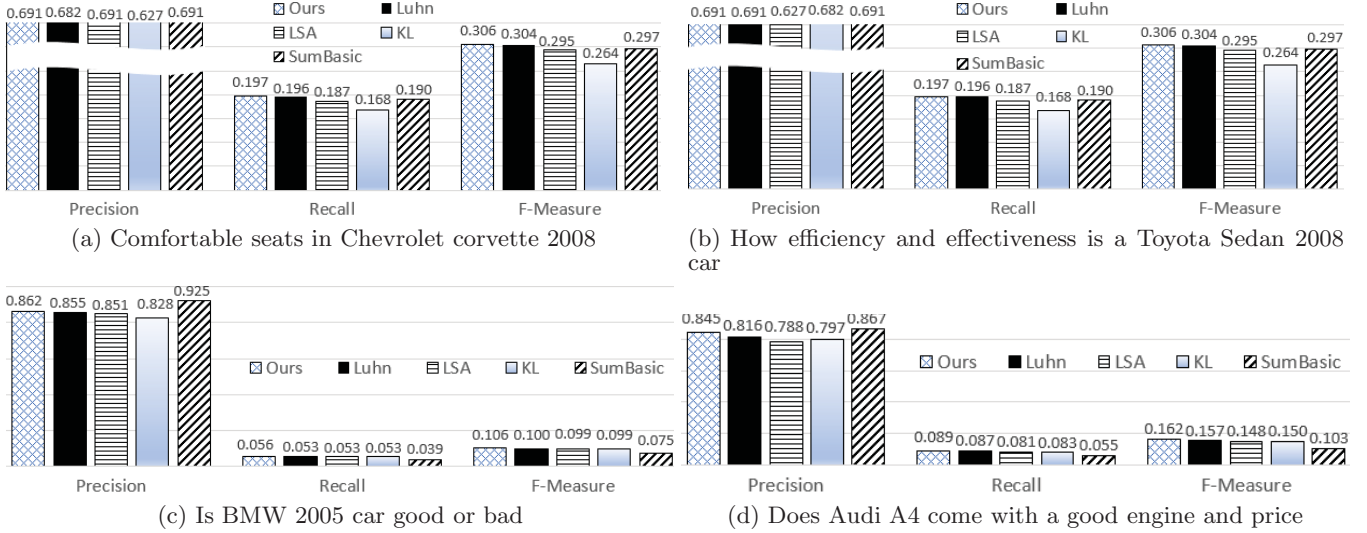 0.691 0.682 0.691 0.627 0.691
Ours Luhn
LSA KL
SumBasic
0.197 0.196 0.187 0.168 0.190
0.306 0.304 0.295 0.264 0.297
Precision Recall F-Measure
(a) Comfortable seats in Chevrolet corvette 2008
0.691 0.691 0.627 0.682 0.691
Ours Luhn
LSA KL
SumBasic
0.197 0.196 0.187 0.168 0.190
0.306 0.304 0.295 0.264 0.297
Precision Recall F-Measure
(b) How efficiency and effectiveness is a Toyota Sedan 2008
car
0.862 0.855 0.851 0.828 0.925
Ours Luhn LSA KL SumBasic
0.056 0.053 0.053 0.053 0.039
0.106 0.100 0.099 0.099 0.075
Precision Recall F-Measure
(c) Is BMW 2005 car good or bad
0.845 0.816 0.788 0.797 0.867
Ours Luhn LSA KL SumBasic
0.089 0.087 0.081 0.083 0.055
0.162 0.157 0.148 0.150 0.103
Precision Recall F-Measure
(d) Does Audi A4 come with a good engine and price